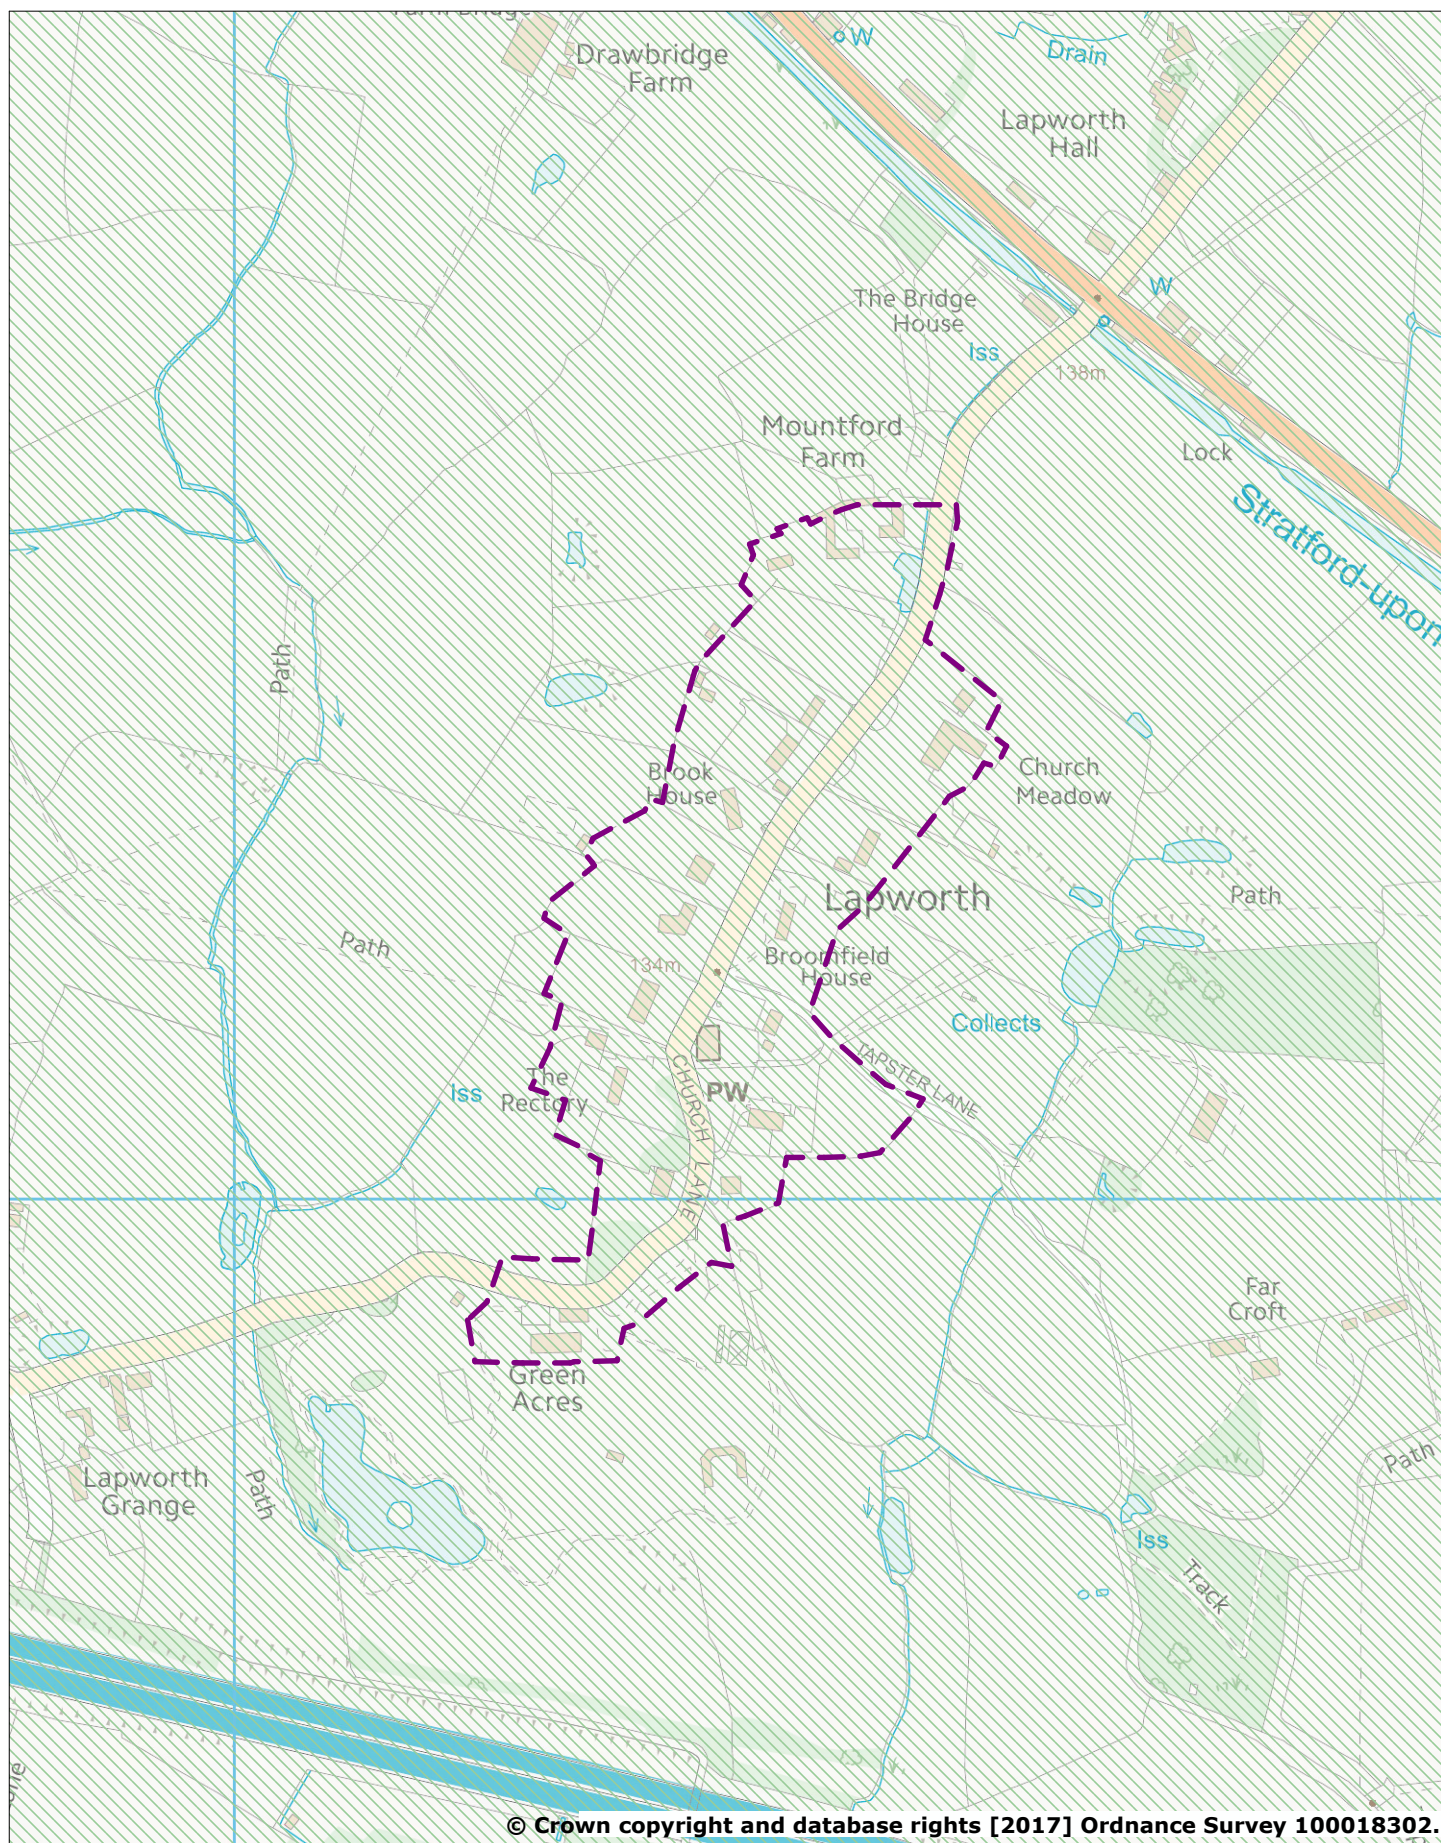 Farm Bridge
Drawbridge
Farm
W
Drain
Lapworth
Hall
The Bridge
House
W
Iss
138m
Mountford
Farm
Lock
Stratford-upon
Path
Brook
House
Church
Meadow
Lapworth
Path
Path
134m
Broomfield
House
Collects
TAPSTER LANE
The
Rectory
Iss
CHURCH LANE
PW
Far
Croft
Green
Acres
Lapworth
Grange
Path
Path
Iss
Track
© Crown copyright and database rights [2017] Ordnance Survey 100018302.